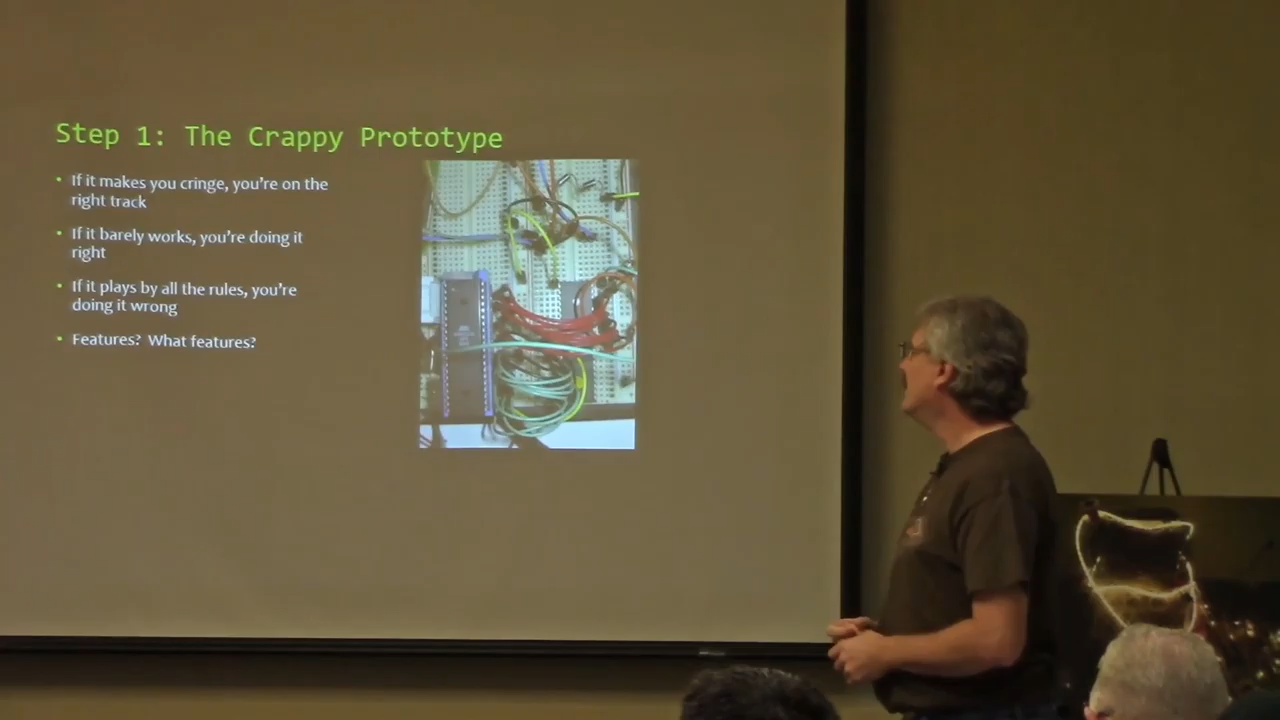 Step 1: The Crappy Prototype
• If it makes you cringe, you're on the
right track
• If it barely works, you're doing it
right
• If it plays by all the rules, you're
doing it wrong
• Features? What features?